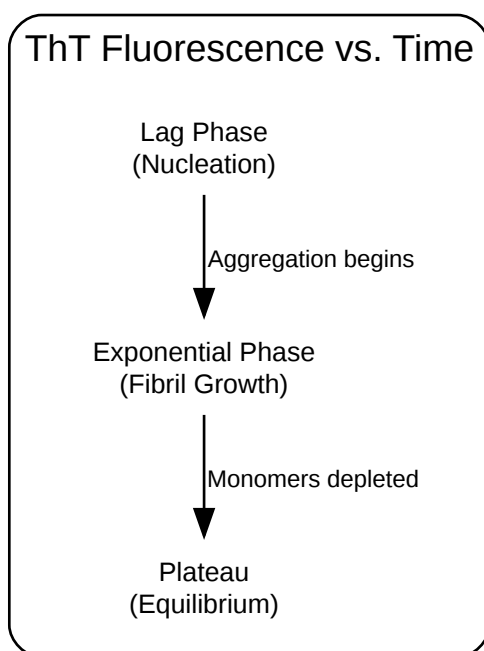 ThT Fluorescence vs. Time
Lag Phase
(Nucleation)
Aggregation begins
Exponential Phase
(Fibril Growth)
Monomers depleted
Plateau
(Equilibrium)